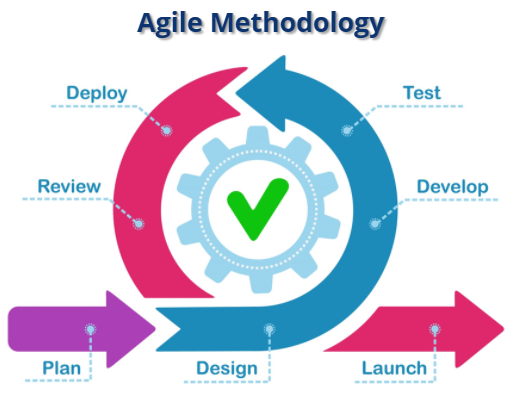 Agile Methodology
Deploy
Test
Review
Develop
Plan
Design
Launch